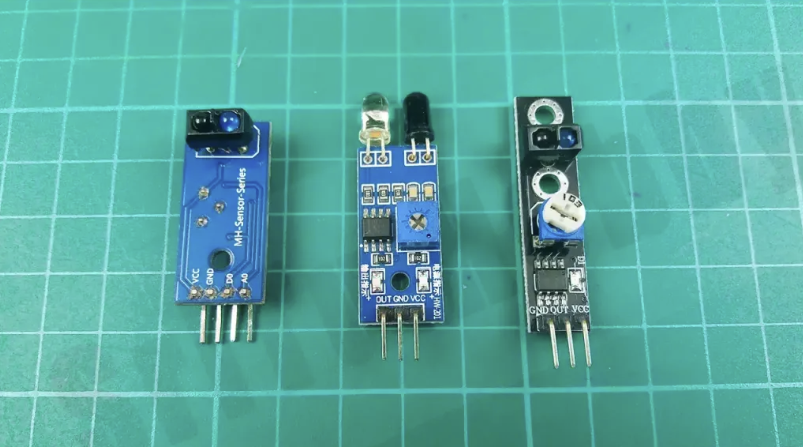 MH-Sensor-Series
VCC
GND
D0
A0
OUT GND VCC
103
GND OUT VCC